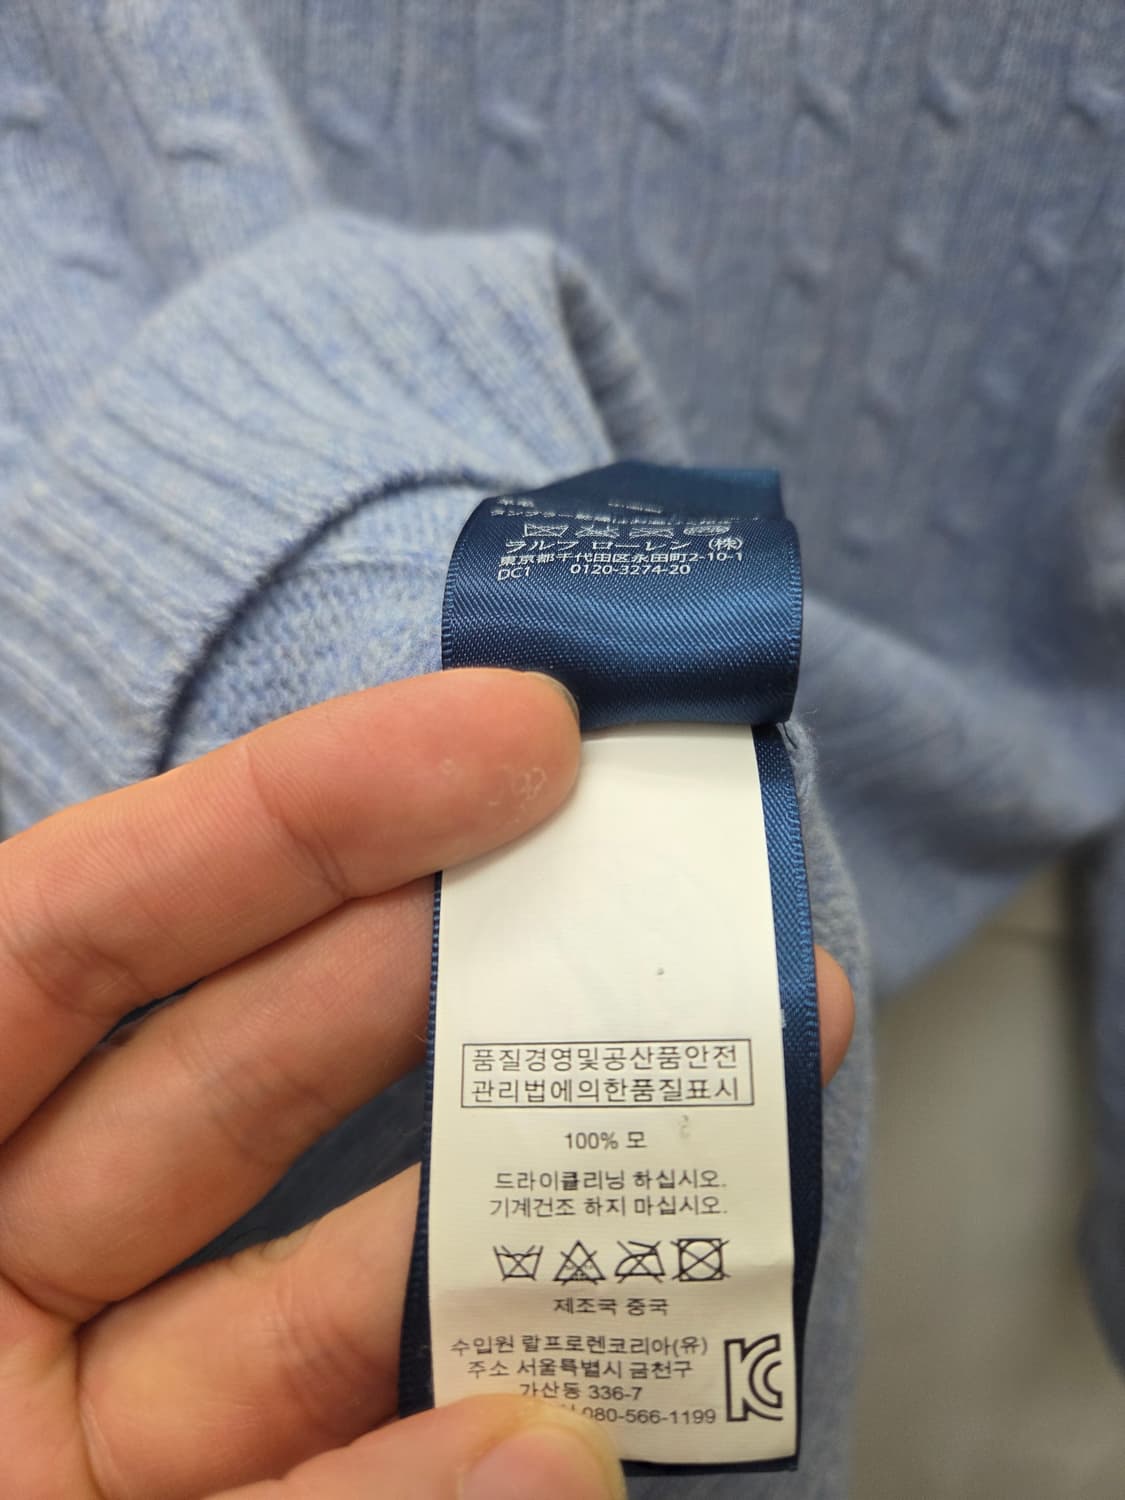 ラルフ ローレン (株)
東京都千代田区永田町2-10-1
DC1 0120-3274-20
품질경영및공산품안전
관리법에의한품질표시
100% 모
드라이클리닝 하십시오.
기계건조 하지 마십시오.
제조국 중국
수입원 랄프로렌코리아(유)
주소 서울특별시 금천구
가산동 336-7
080-566-1199
KC